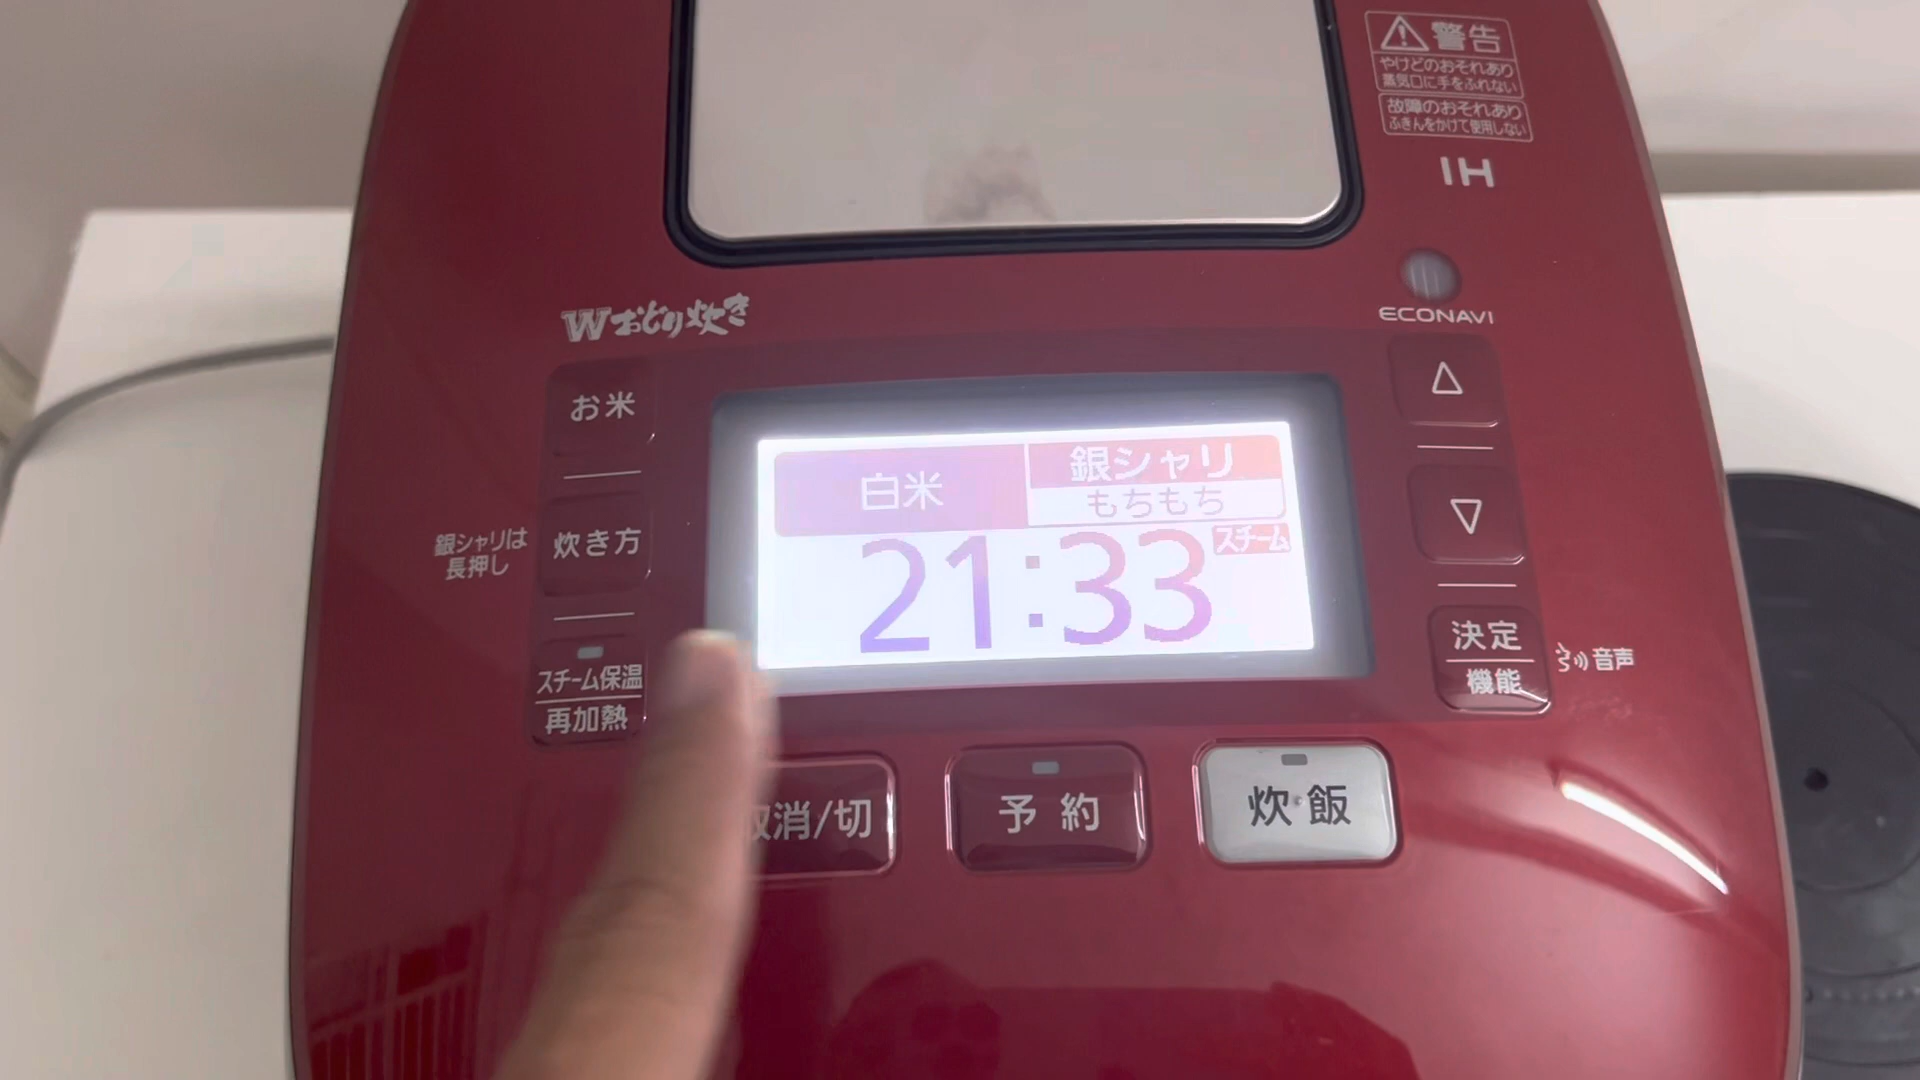 警告
やけどのおそれあり
蒸気口に手をふれない
故障のおそれあり
ふきんをかけて使用しない
IH
Wおどり炊き
ECONAVI
お米
銀シャリは
長押し
炊き方
スチーム保温
再加熱
白米
銀シャリ
もちもち
スチーム
21:33
決定
機能
音声
取消/切
予約
炊飯